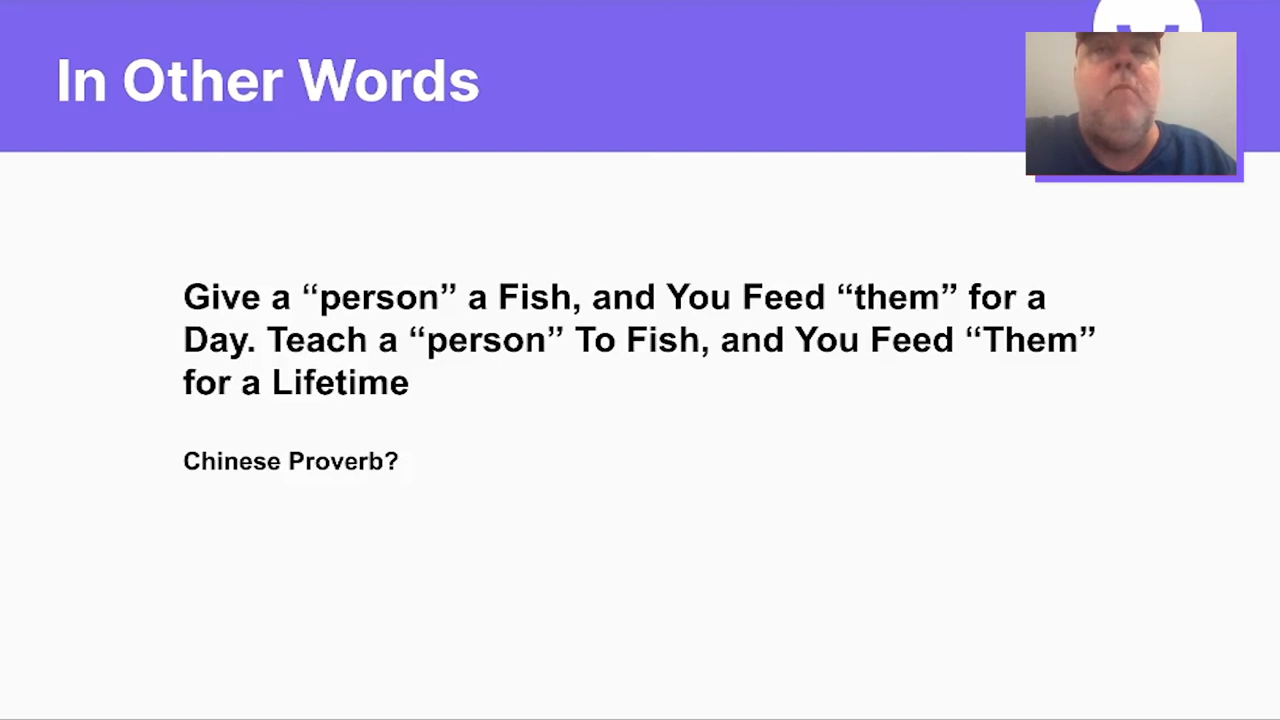 In Other Words
Give a “person” a Fish, and You Feed “them” for a
Day. Teach a “person” To Fish, and You Feed “Them”
for a Lifetime
Chinese Proverb?